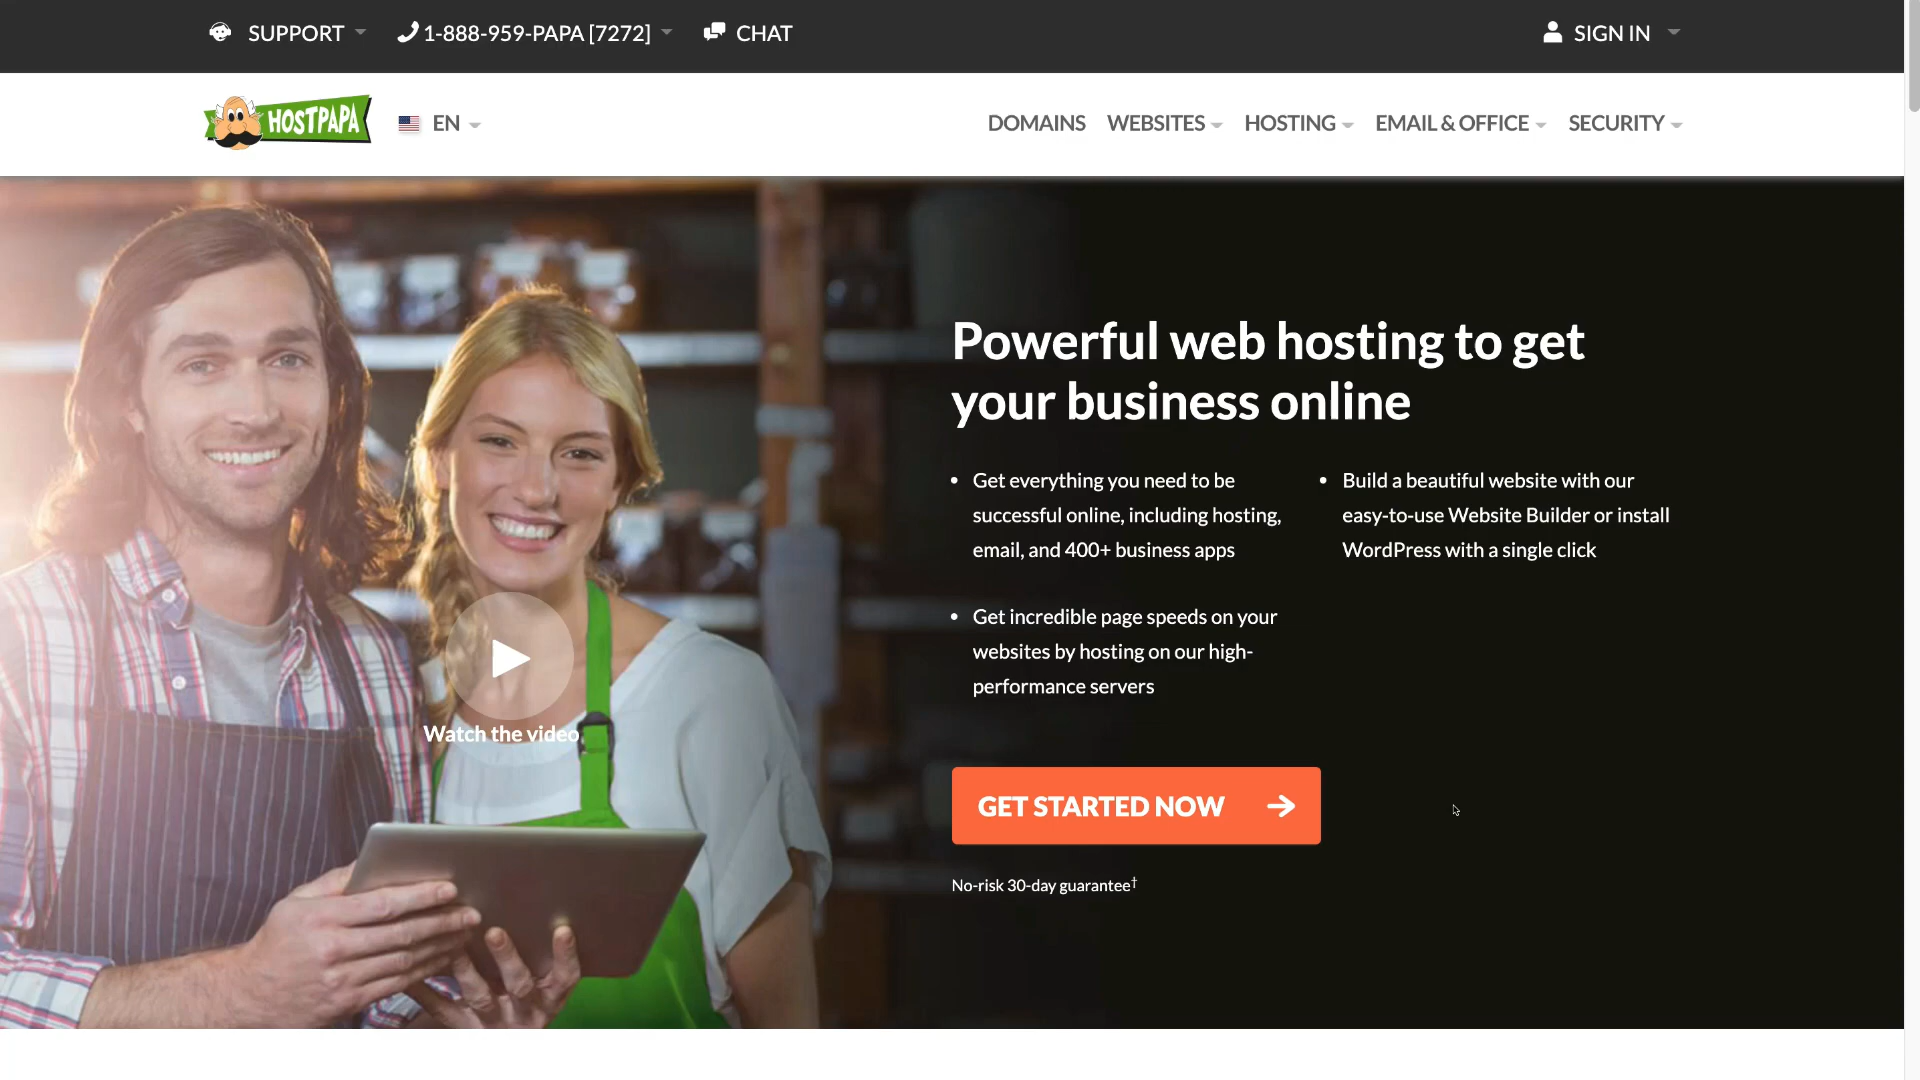 SUPPORT
1-888-959-PAPA [7272]
CHAT
SIGN IN
HOSTPAPA
EN
DOMAINS
WEBSITES
HOSTING
EMAIL & OFFICE
SECURITY
Powerful web hosting to get
your business online
• Get everything you need to be
successful online, including hosting,
email, and 400+ business apps
• Build a beautiful website with our
easy-to-use Website Builder or install
WordPress with a single click
• Get incredible page speeds on your
websites by hosting on our high-
performance servers
Watch the video
GET STARTED NOW
No-risk 30-day guarantee†